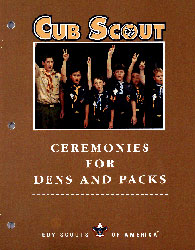 CUB SCOUT
CEREMONIES
FOR
DENS AND PACKS
BOY SCOUTS OF AMERICA